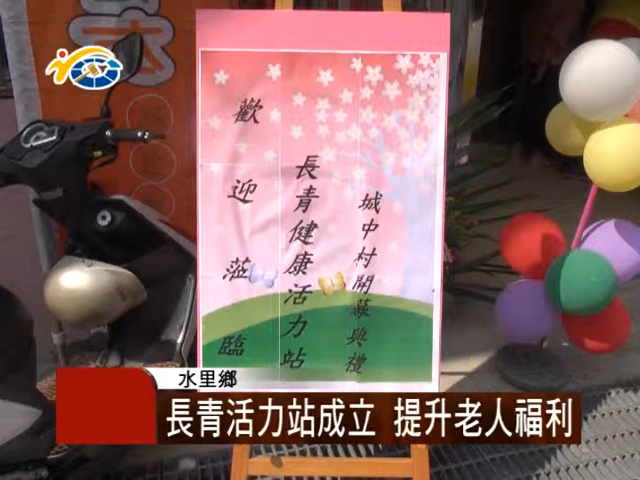 歡迎蒞臨
長青健康活力站
城中村開幕典禮
水里鄉
長青活力站成立 提升老人福利